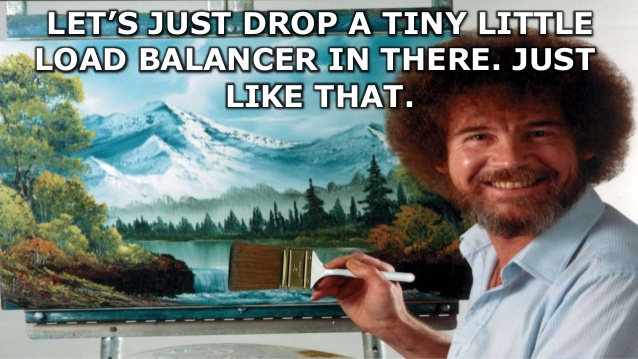 LET’S JUST DROP A TINY LITTLE
LOAD BALANCER IN THERE. JUST
LIKE THAT.